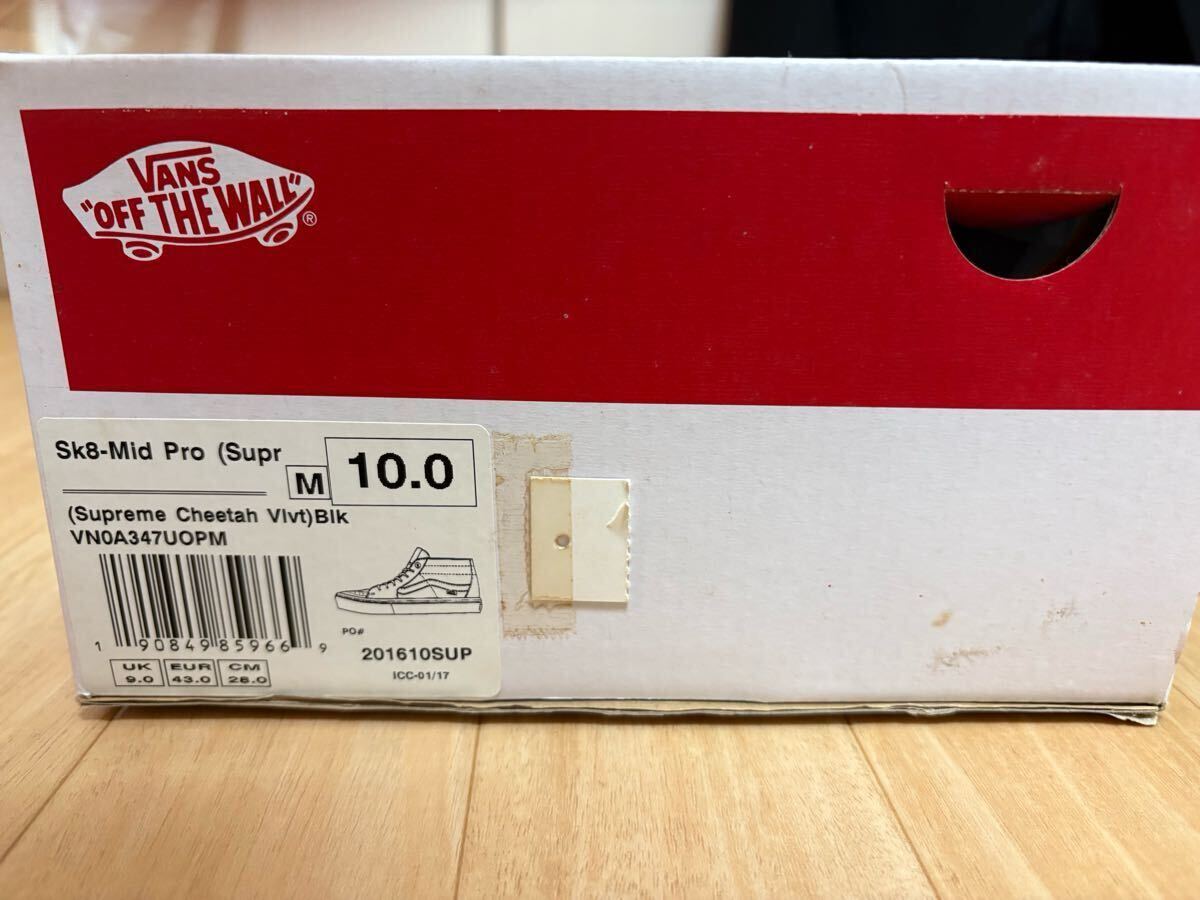 VANS
"OFF THE WALL"
®
Sk8-Mid Pro (Supr
M 10.0
(Supreme Cheetah Vlvt)Blk
VN0A347UOPM
1 90849 85966 9
PO#
201610SUP
ICC-01/17
UK EUR CM
9.0 43.0 28.0